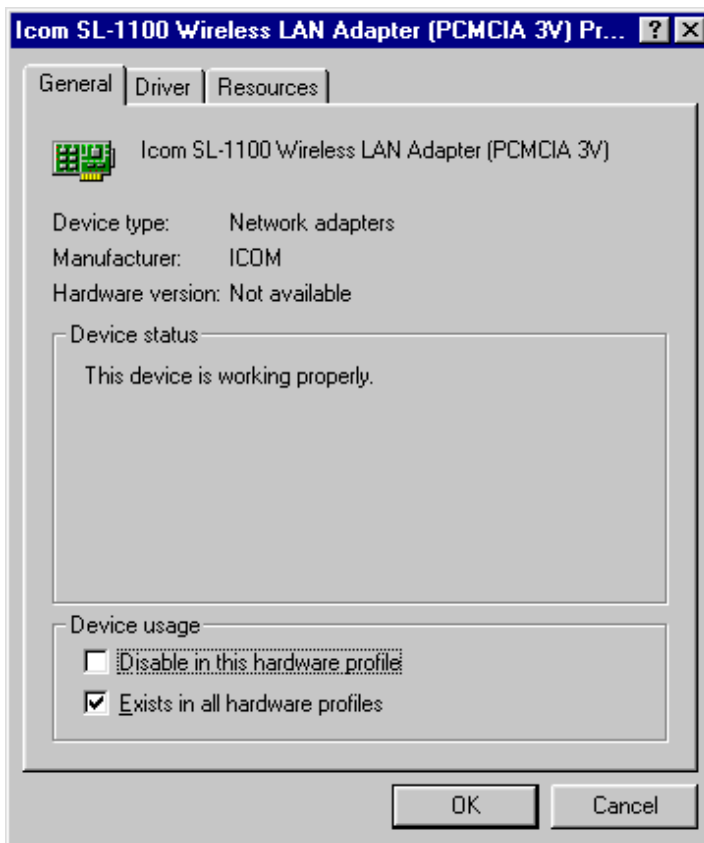 Icom SL-1100 Wireless LAN Adapter (PCMCIA 3V) Pr...
General Driver Resources
Icom SL-1100 Wireless LAN Adapter (PCMCIA 3V)
Device type: Network adapters
Manufacturer: ICOM
Hardware version: Not available
Device status
This device is working properly.
Device usage
Disable in this hardware profile
Exists in all hardware profiles
OK Cancel